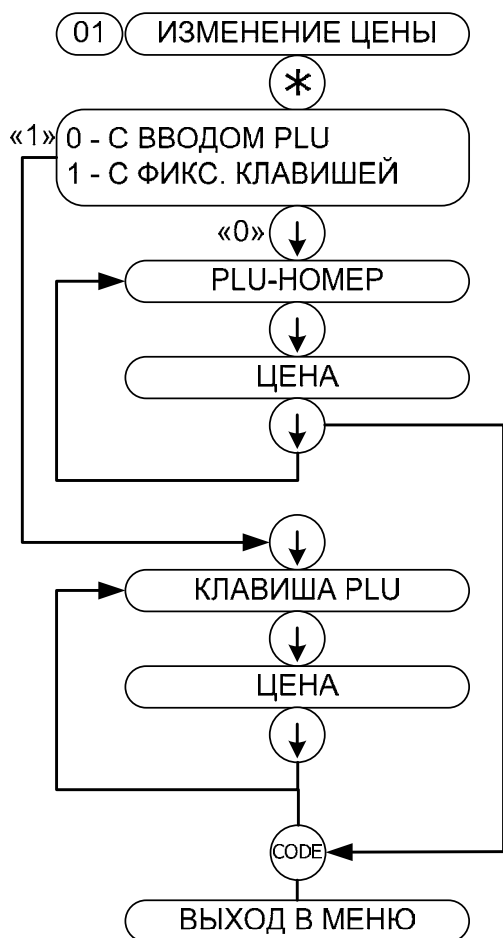 01 ИЗМЕНЕНИЕ ЦЕНЫ
*
«1» 0 - С ВВОДОМ PLU
1 - С ФИКС. КЛАВИШЕЙ
«0»
PLU-НОМЕР
ЦЕНА
КЛАВИША PLU
ЦЕНА
CODE
ВЫХОД В МЕНЮ